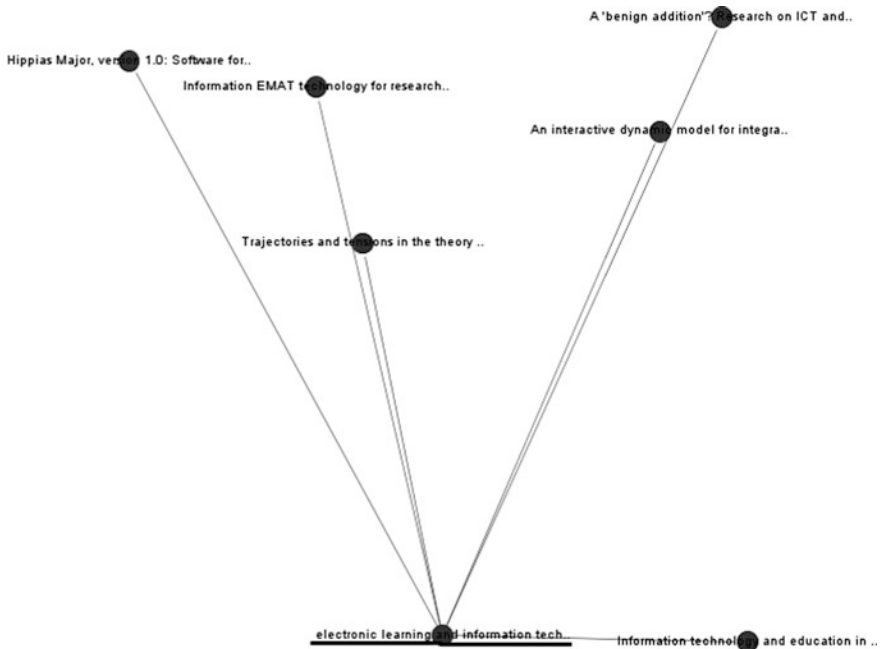 A 'benign addition'? Research on ICT and..
Hippias Major, version 1.0: Software for..
Information EMAT technology for research..
An interactive dynamic model for integra..
Trajectories and tensions in the theory ..
electronic learning and information tech..
Information technology and education in ..